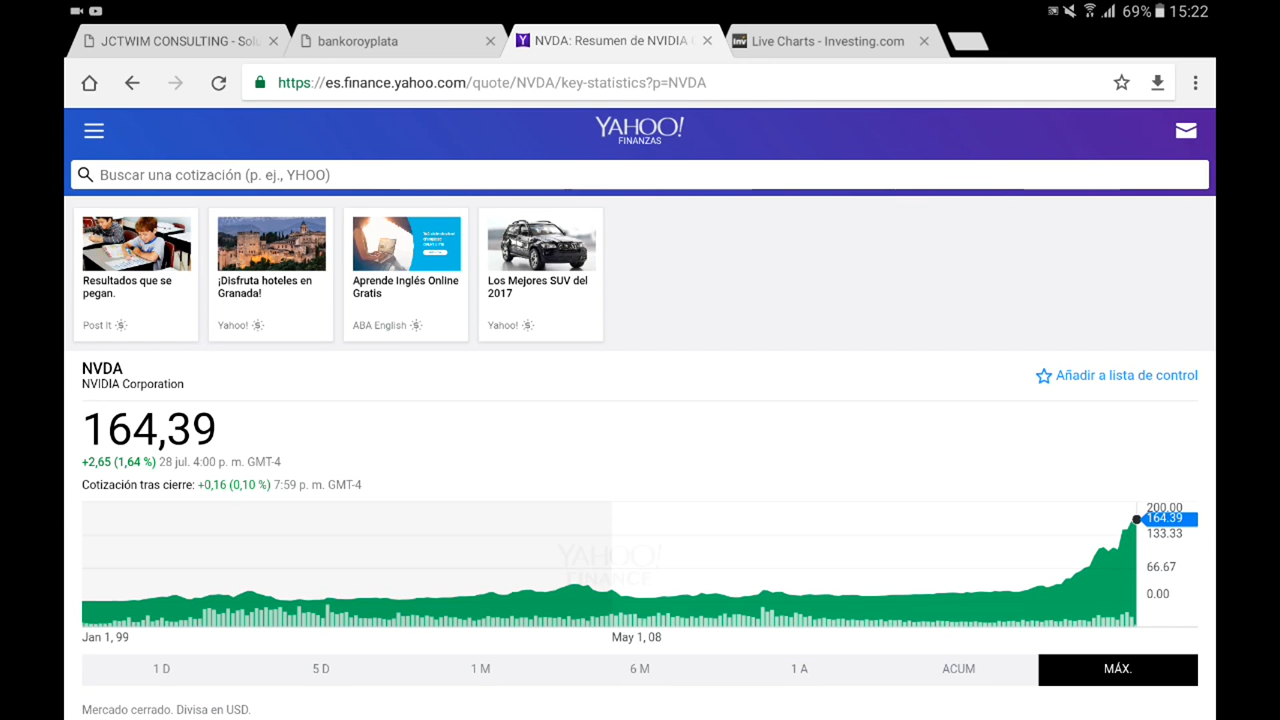 69% 15:22
JCTWIM CONSULTING - Solu
bankoroyplata
NVDA: Resumen de NVIDIA
Live Charts - Investing.com
https://es.finance.yahoo.com/quote/NVDA/key-statistics?p=NVDA
YAHOO!
FINANZAS
Buscar una cotización (p. ej., YHOO)
Resultados que se
pegan.
Post It
¡Disfruta hoteles en
Granada!
Yahoo!
Aprende Inglés Online
Gratis
ABA English
Los Mejores SUV del
2017
Yahoo!
NVDA
NVIDIA Corporation
Añadir a lista de control
164,39
+2,65 (1,64 %) 28 jul. 4:00 p. m. GMT-4
Cotización tras cierre: +0,16 (0,10 %) 7:59 p. m. GMT-4
200.00
164.39
133.33
66.67
0.00
YAHOO!
FINANCE
Jan 1, 99
May 1, 08
1 D
5 D
1 M
6 M
1 A
ACUM
MÁX.
Mercado cerrado. Divisa en USD.